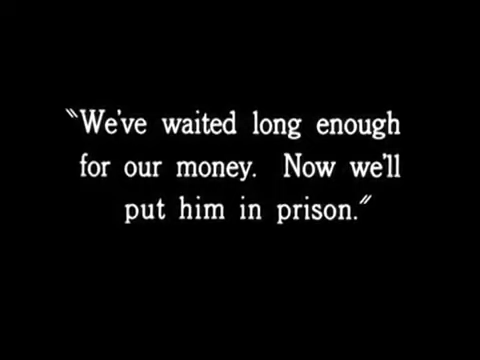 "We've waited long enough
for our money. Now we'll
put him in prison."